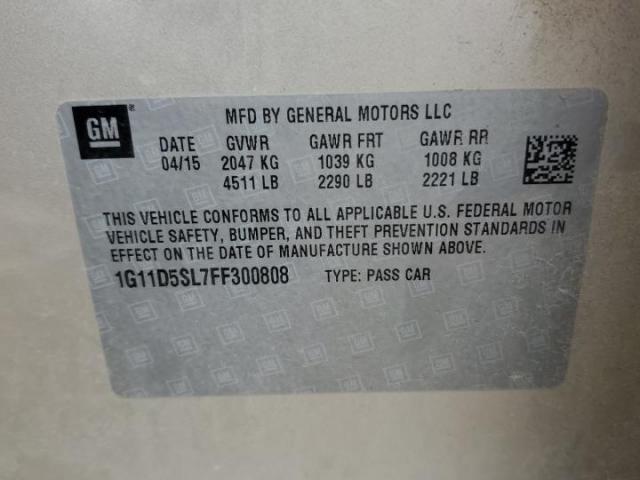 GM
MFD BY GENERAL MOTORS LLC
DATE GVWR GAWR FRT GAWR RR
04/15 2047 KG 1039 KG 1008 KG
4511 LB 2290 LB 2221 LB
THIS VEHICLE CONFORMS TO ALL APPLICABLE U.S. FEDERAL MOTOR
VEHICLE SAFETY, BUMPER, AND THEFT PREVENTION STANDARDS IN
EFFECT ON THE DATE OF MANUFACTURE SHOWN ABOVE.
1G11D5SL7FF300808 TYPE: PASS CAR